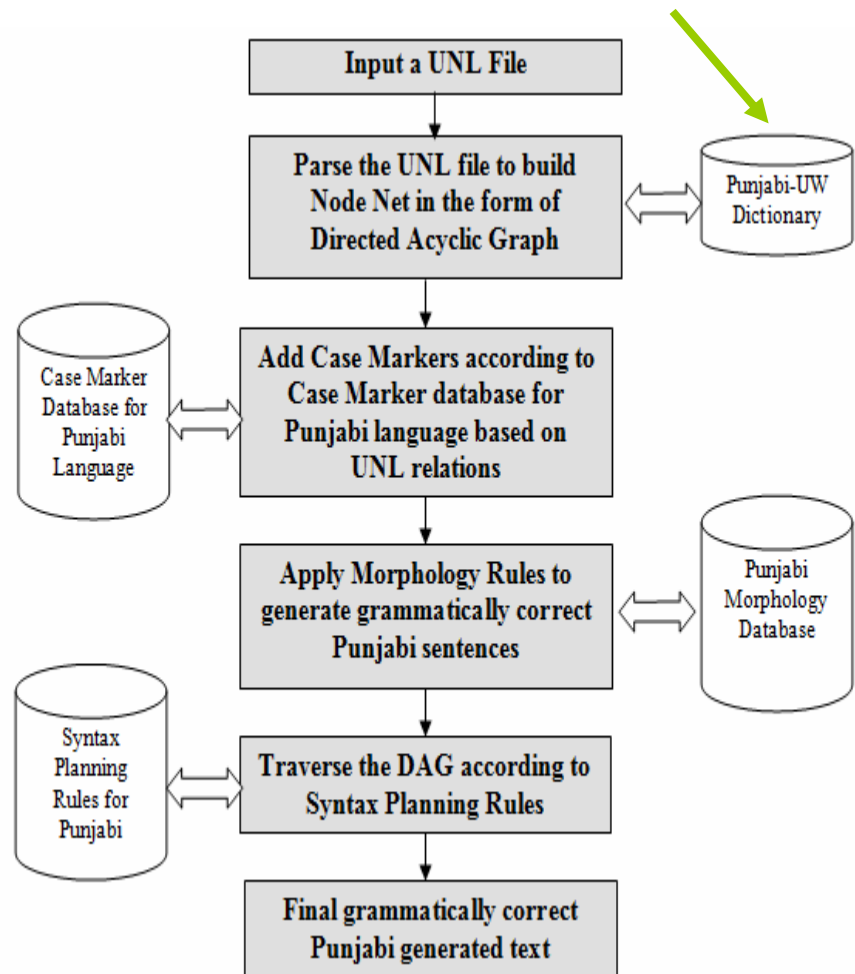 Input a UNL File
Parse the UNL file to build
Node Net in the form of
Directed Acyclic Graph
Punjabi-UW
Dictionary
Add Case Markers according to
Case Marker database for
Punjabi language based on
UNL relations
Case Marker
Database for
Punjabi
Language
Apply Morphology Rules to
generate grammatically correct
Punjabi sentences
Punjabi
Morphology
Database
Traverse the DAG according to
Syntax Planning Rules
Syntax
Planning
Rules for
Punjabi
Final grammatically correct
Punjabi generated text